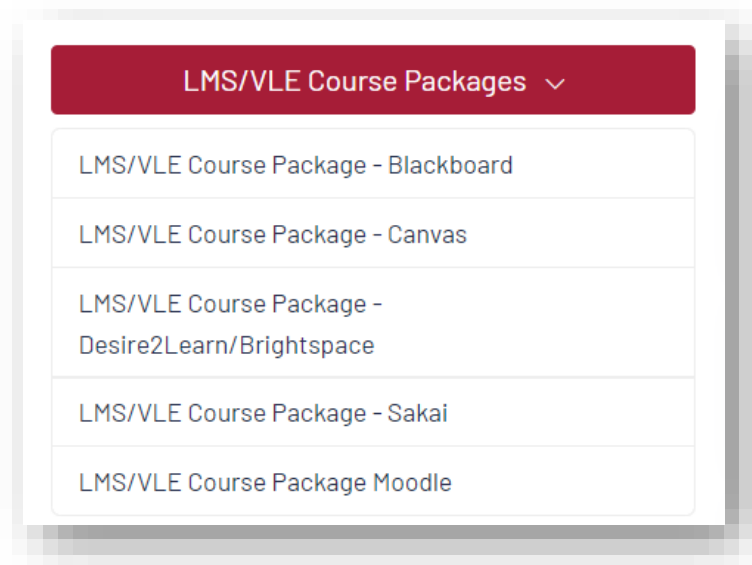 LMS/VLE Course Packages
LMS/VLE Course Package - Blackboard
LMS/VLE Course Package - Canvas
LMS/VLE Course Package -
Desire2Learn/Brightspace
LMS/VLE Course Package - Sakai
LMS/VLE Course Package Moodle